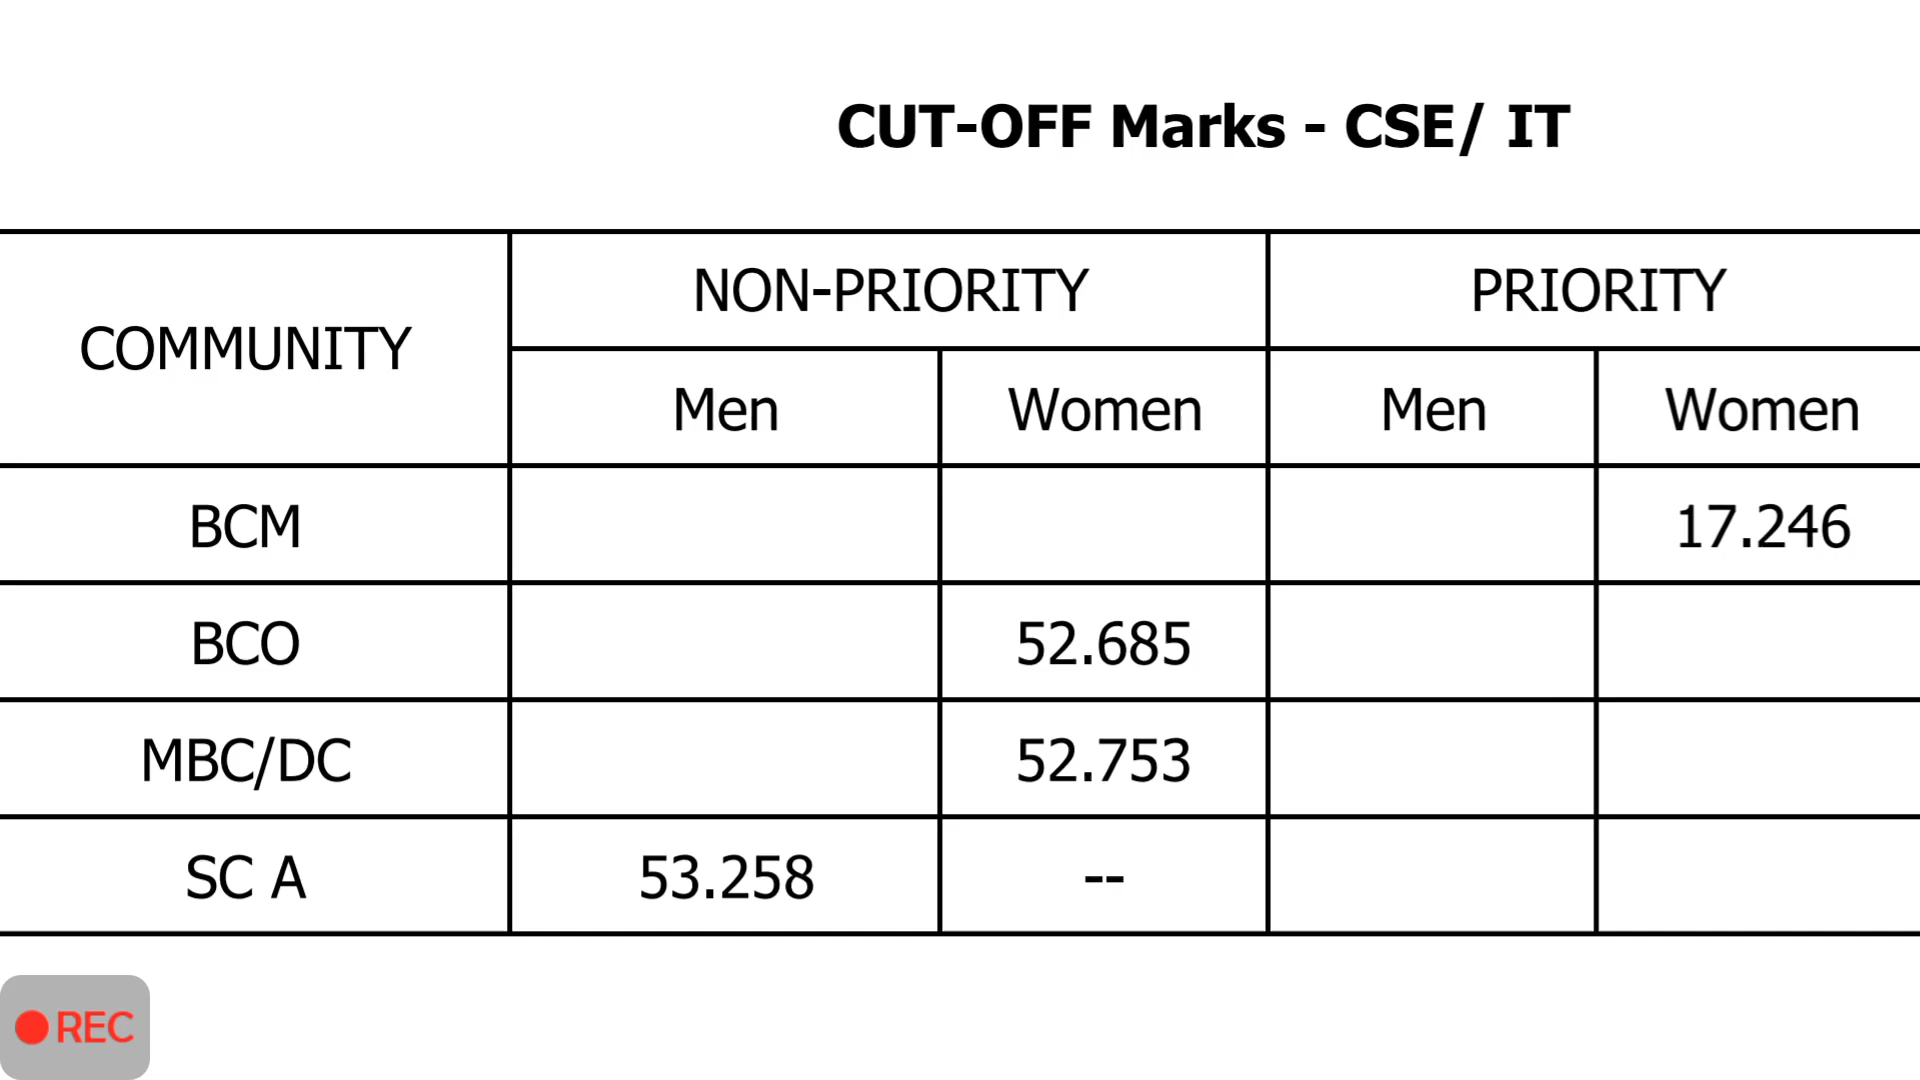 CUT-OFF Marks - CSE/ IT
COMMUNITY NON-PRIORITY PRIORITY
Men Women Men Women
BCM 17.246
BCO 52.685
MBC/DC 52.753
SC A 53.258 --
REC